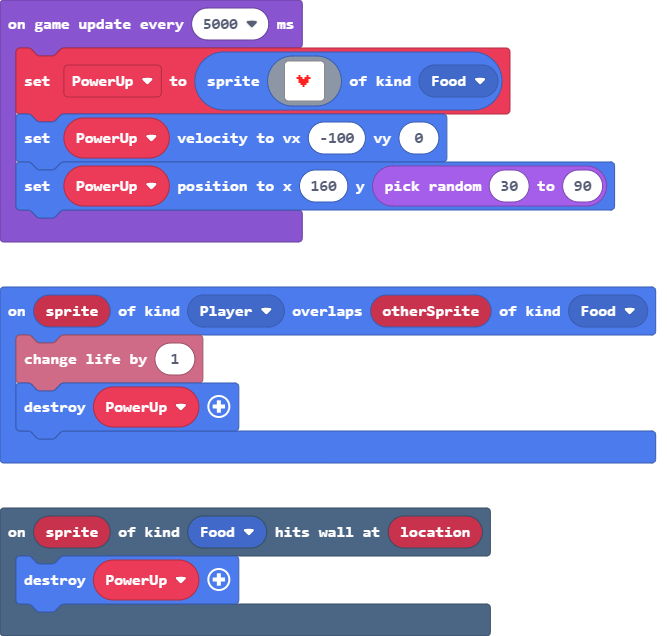 on game update every 5000 ms
set PowerUp to sprite of kind Food
set PowerUp velocity to vx -100 vy 0
set PowerUp position to x 160 y pick random 30 to 90
on sprite of kind Player overlaps otherSprite of kind Food
change life by 1
destroy PowerUp
on sprite of kind Food hits wall at location
destroy PowerUp